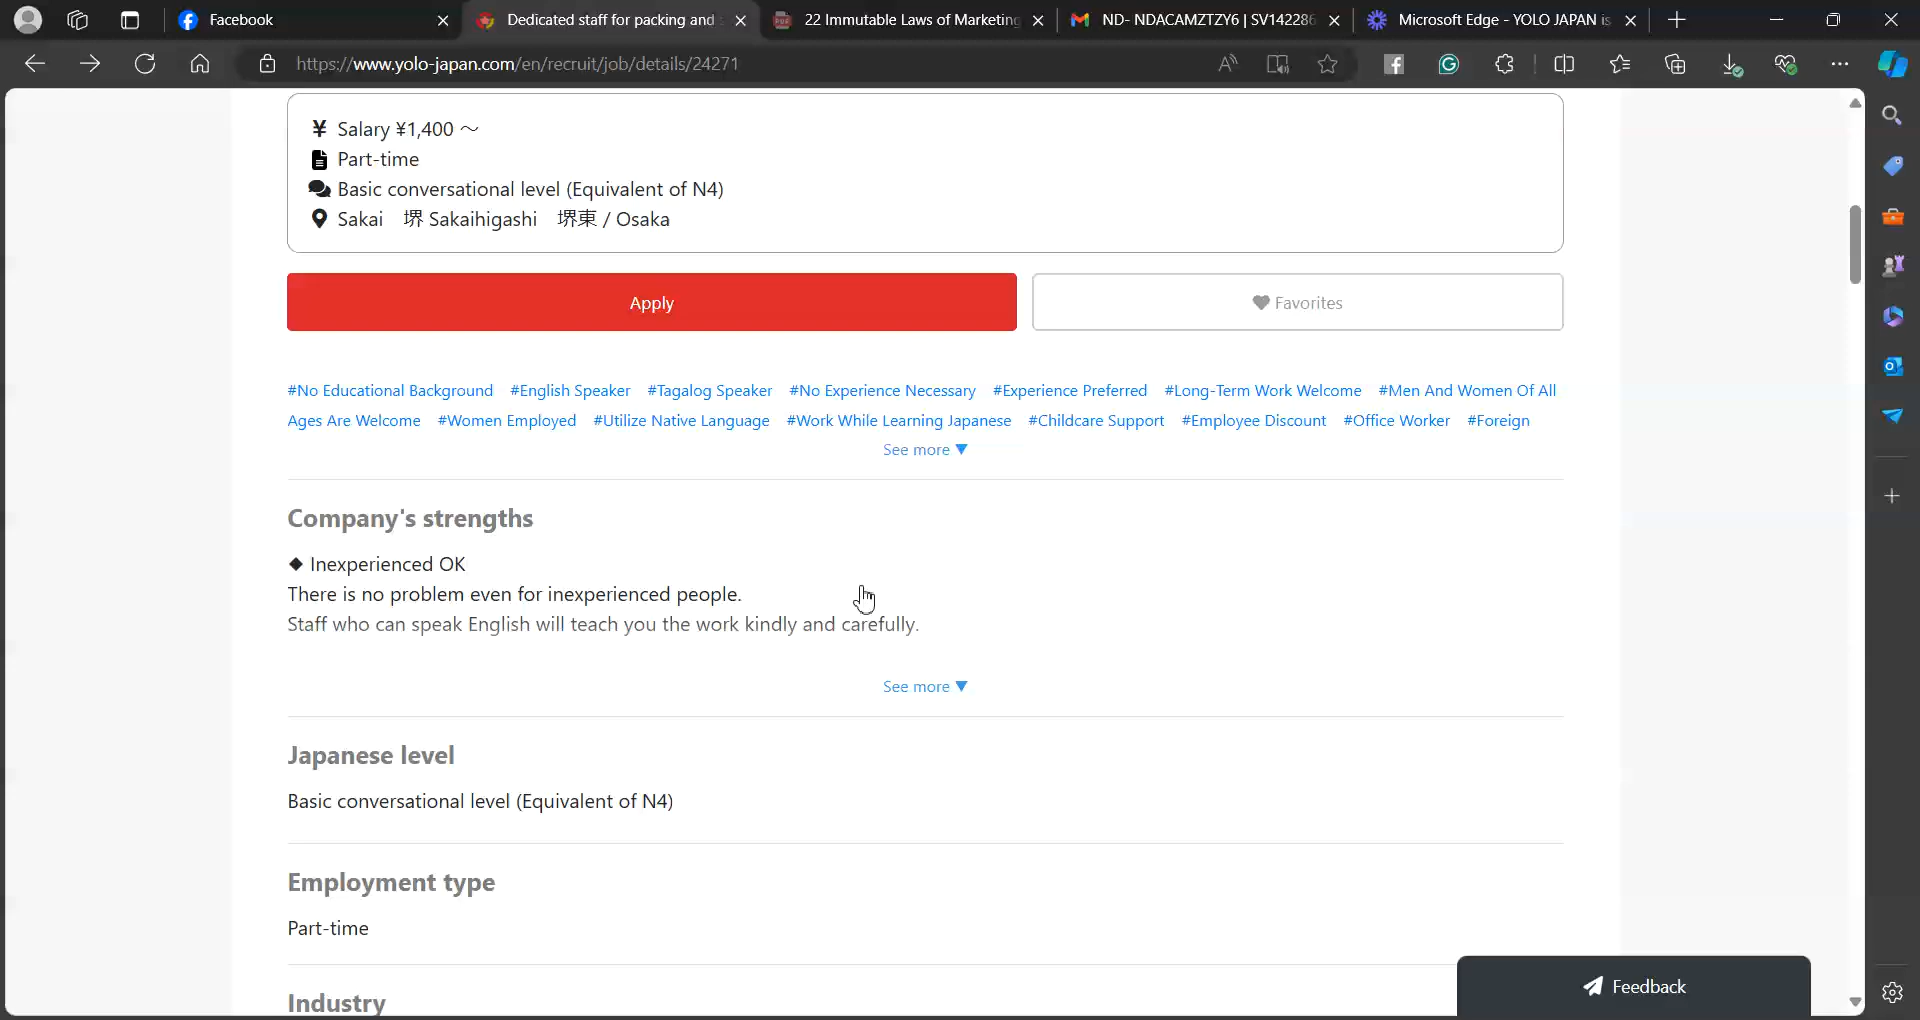 Facebook
Dedicated staff for packing and
22 Immutable Laws of Marketing
ND- NDACAMZTZY6 | SV142286
Microsoft Edge - YOLO JAPAN is
https://www.yolo-japan.com/en/recruit/job/details/24271
¥ Salary ¥1,400 ～
Part-time
Basic conversational level (Equivalent of N4)
Sakai 堺 Sakaihigashi 堺東 / Osaka
Apply
Favorites
#No Educational Background #English Speaker #Tagalog Speaker #No Experience Necessary #Experience Preferred #Long-Term Work Welcome #Men And Women Of All
Ages Are Welcome #Women Employed #Utilize Native Language #Work While Learning Japanese #Childcare Support #Employee Discount #Office Worker #Foreign
See more ▼
Company's strengths
◆ Inexperienced OK
There is no problem even for inexperienced people.
Staff who can speak English will teach you the work kindly and carefully.
See more ▼
Japanese level
Basic conversational level (Equivalent of N4)
Employment type
Part-time
Industry
Feedback